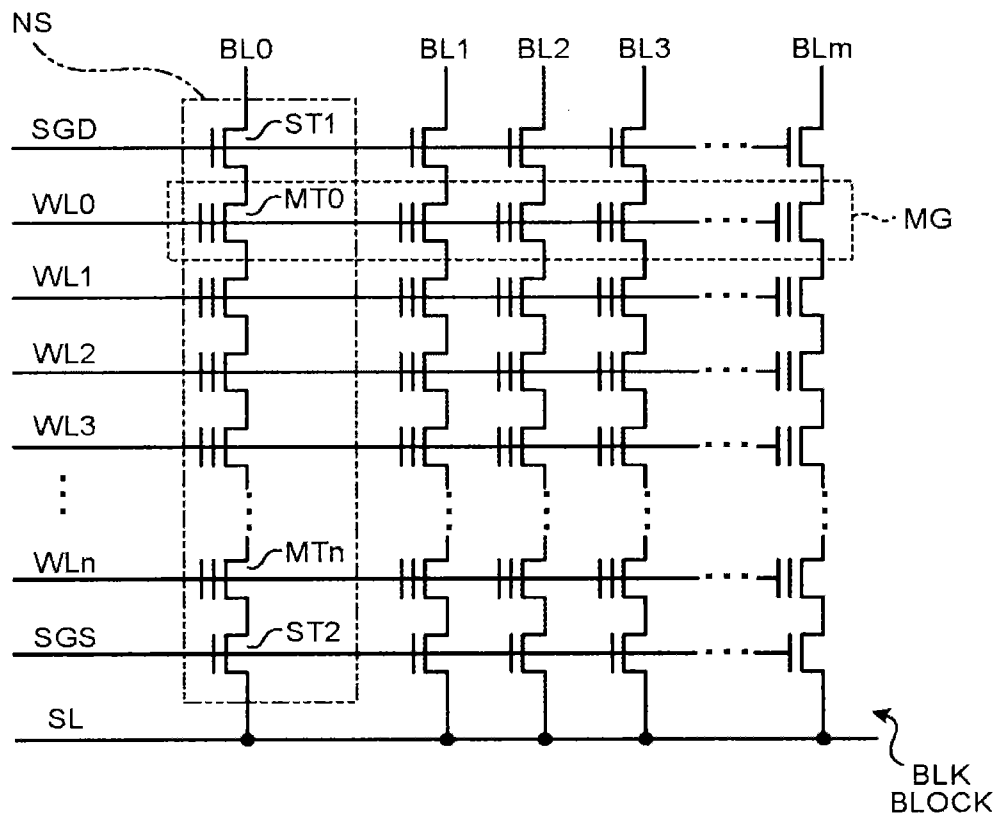 NS
BL0 BL1 BL2 BL3 BLm
SGD ST1
WL0 MT0 MG
WL1
WL2
WL3
WLn MTn
SGS ST2
SL
BLK
BLOCK